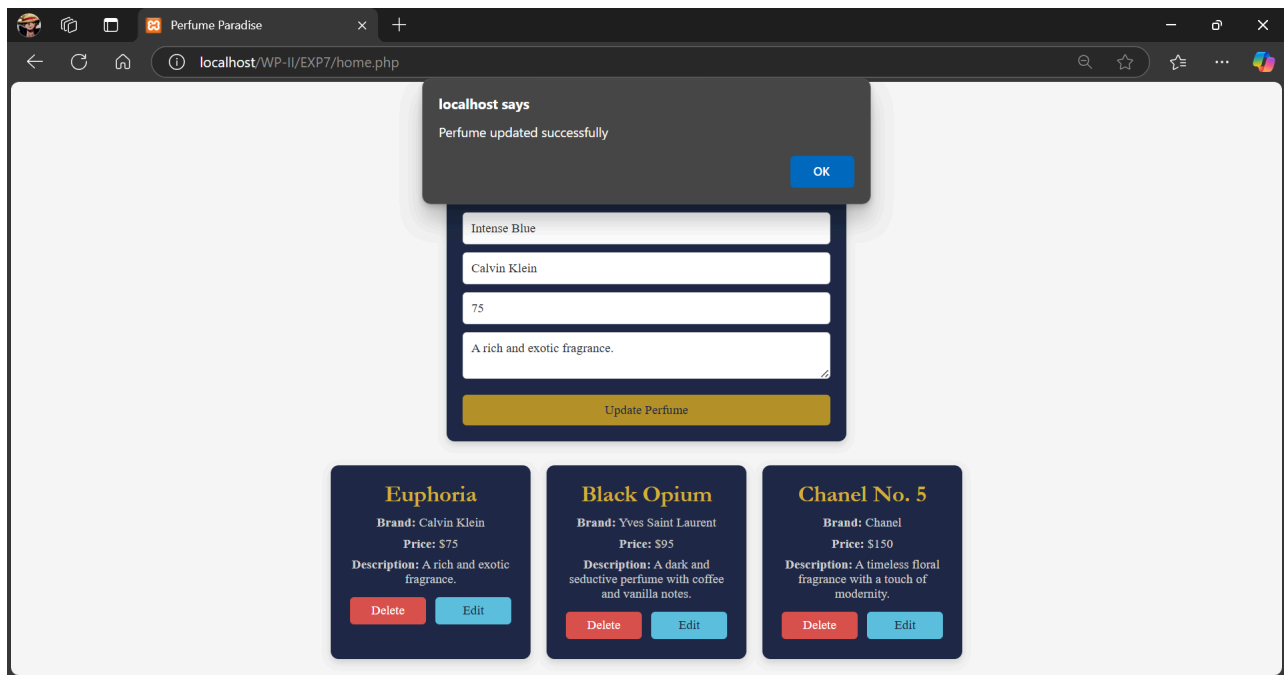 Perfume Paradise
localhost/WP-II/EXP7/home.php
localhost says
Perfume updated successfully
OK
Intense Blue
Calvin Klein
75
A rich and exotic fragrance.
Update Perfume
Euphoria
Brand: Calvin Klein
Price: $75
Description: A rich and exotic
fragrance.
Delete
Edit
Black Opium
Brand: Yves Saint Laurent
Price: $95
Description: A dark and
seductive perfume with coffee
and vanilla notes.
Delete
Edit
Chanel No. 5
Brand: Chanel
Price: $150
Description: A timeless floral
fragrance with a touch of
modernity.
Delete
Edit